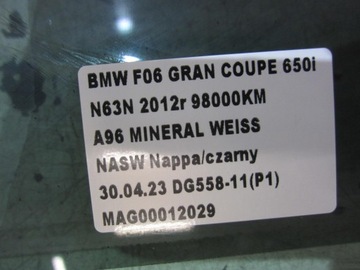 BMW F06 GRAN COUPE 650i
N63N 2012r 98000KM
A96 MINERAL WEISS
NASW Nappa/czarny
30.04.23 DG558-11(P1)
MAG00012029